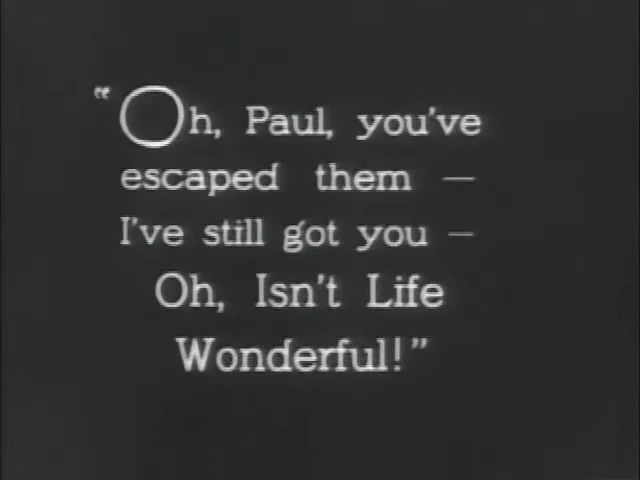 “Oh, Paul, you've
escaped them —
I've still got you —
Oh, Isn't Life
Wonderful!”